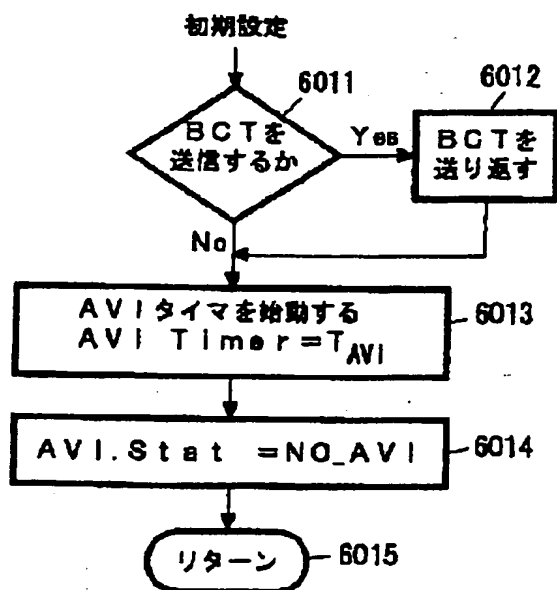 初期設定
6011
BCTを
送信するか
Yes
6012
BCTを
送り返す
No
AVIタイマを始動する
AVI Timer=T_AVI
6013
AVI.Stat =NO_AVI
6014
リターン
6015